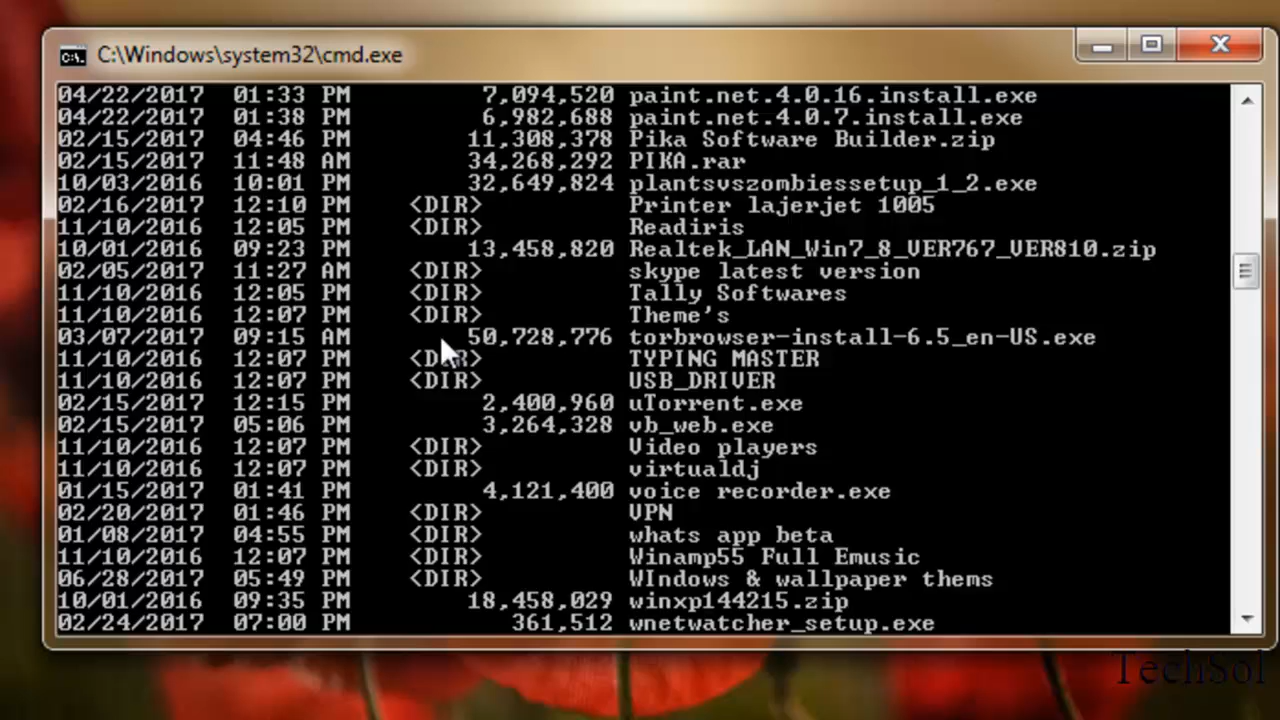 C:\Windows\system32\cmd.exe
04/22/2017 01:33 PM 7,094,520 paint.net.4.0.16.install.exe
04/22/2017 01:38 PM 6,982,688 paint.net.4.0.7.install.exe
02/15/2017 04:46 PM 11,308,378 Pika Software Builder.zip
02/15/2017 11:48 AM 34,268,292 PIKA.rar
10/03/2016 10:01 PM 32,649,824 plantsvszombiessetup_1_2.exe
02/16/2017 12:10 PM <DIR> Printer lajerjet 1005
11/10/2016 12:05 PM <DIR> Readiris
10/01/2016 09:23 PM 13,458,820 Realtek_LAN_Win7_8_VER767_VER810.zip
02/05/2017 11:27 AM <DIR> skype latest version
11/10/2016 12:05 PM <DIR> Tally Softwares
11/10/2016 12:07 PM <DIR> Theme's
03/07/2017 09:15 AM 50,728,776 torbrowser-install-6.5_en-US.exe
11/10/2016 12:07 PM <DIR> TYPING MASTER
11/10/2016 12:07 PM <DIR> USB_DRIVER
02/15/2017 12:15 PM 2,400,960 uTorrent.exe
02/15/2017 05:06 PM 3,264,328 vb_web.exe
11/10/2016 12:07 PM <DIR> Video players
11/10/2016 12:07 PM <DIR> virtualdj
01/15/2017 01:41 PM 4,121,400 voice recorder.exe
02/20/2017 01:46 PM <DIR> VPN
01/08/2017 04:55 PM <DIR> whats app beta
11/10/2016 12:07 PM <DIR> Winamp55 Full Emusic
06/28/2017 05:49 PM <DIR> WIndows & wallpaper thems
10/01/2016 09:35 PM 18,458,029 winxp144215.zip
02/24/2017 07:00 PM 361,512 wnetwatcher_setup.exe
TechSol